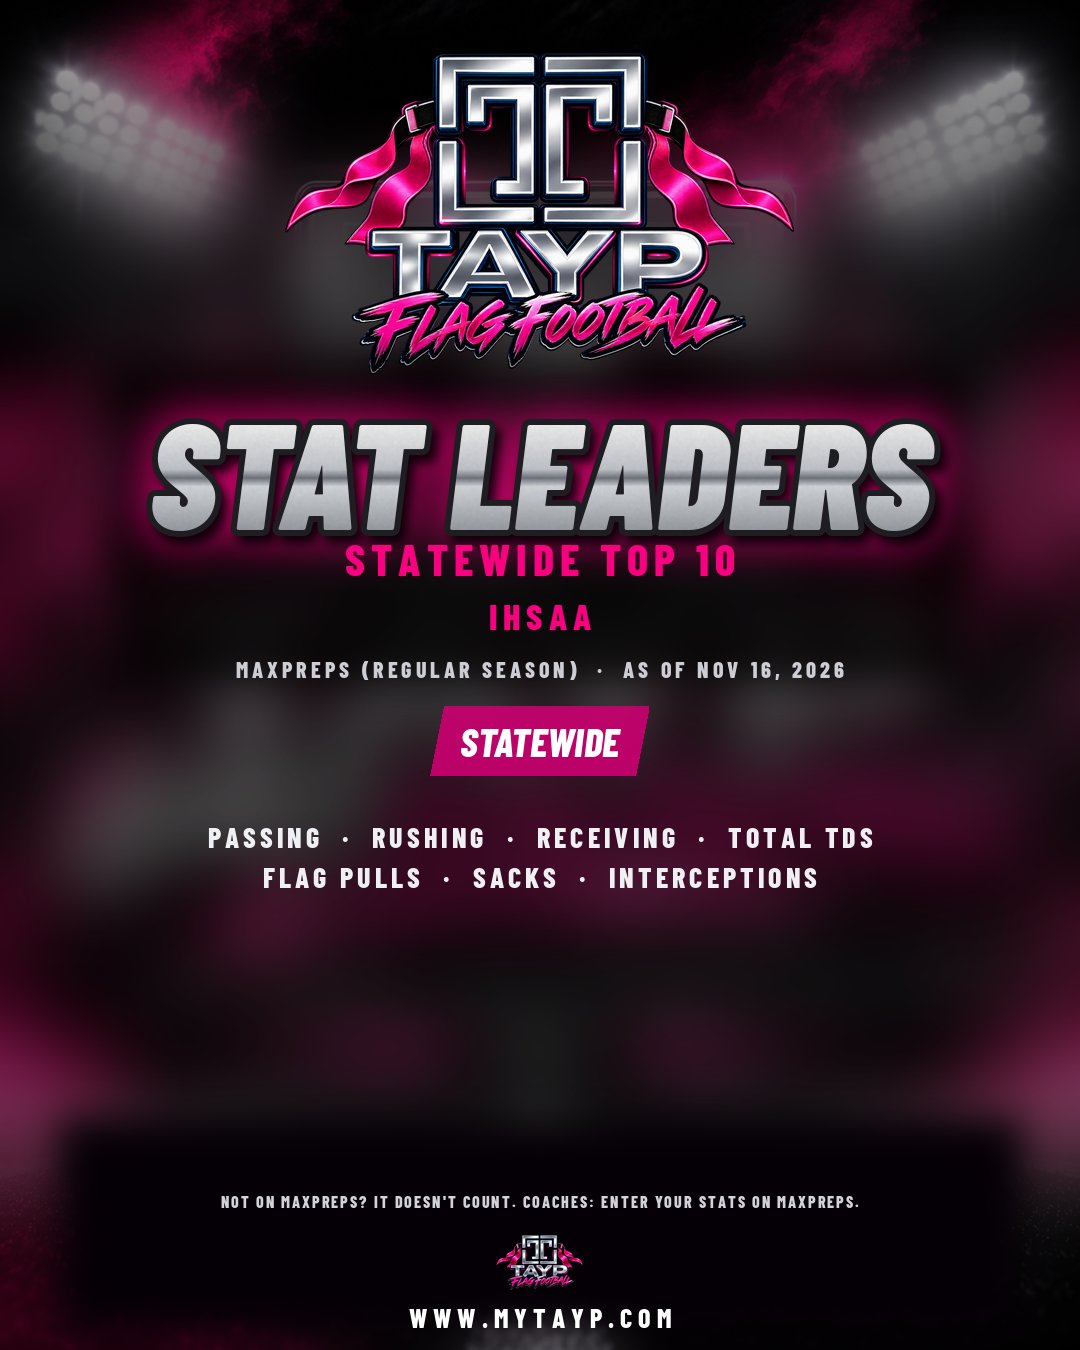 TAYP
FLAG FOOTBALL
STAT LEADERS
STATEWIDE TOP 10
IHSAA
MAXPREPS (REGULAR SEASON) · AS OF NOV 16, 2026
STATEWIDE
PASSING · RUSHING · RECEIVING · TOTAL TDS
FLAG PULLS · SACKS · INTERCEPTIONS
NOT ON MAXPREPS? IT DOESN'T COUNT. COACHES: ENTER YOUR STATS ON MAXPREPS.
TAYP
FLAG FOOTBALL
WWW.MYTAYP.COM